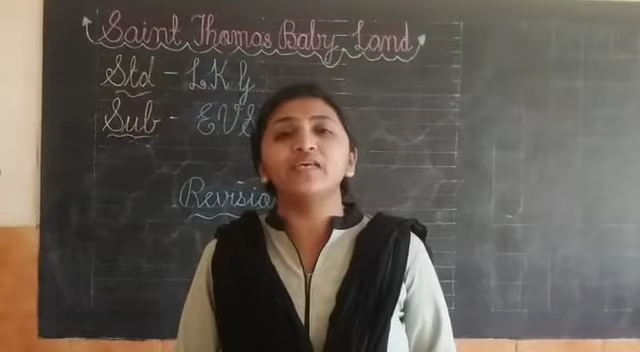 Saint Thomas Baby Land
Std - LKG
Sub - EVS
Revisio